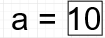 a = 10